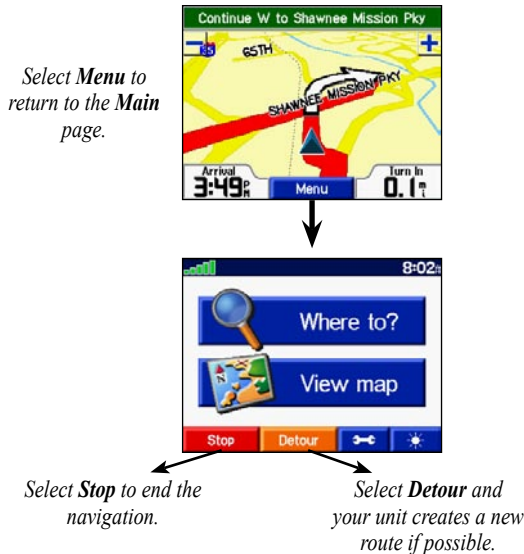 Continue W to Shawnee Mission Pky
65TH
SHAWNEE MISSION PKY
Select Menu to
return to the Main
page.
Arrival
3:49
Menu
Turn In
0.1
8:02
N
Where to?
View map
Stop
Detour
Select Stop to end the
navigation.
Select Detour and
your unit creates a new
route if possible.